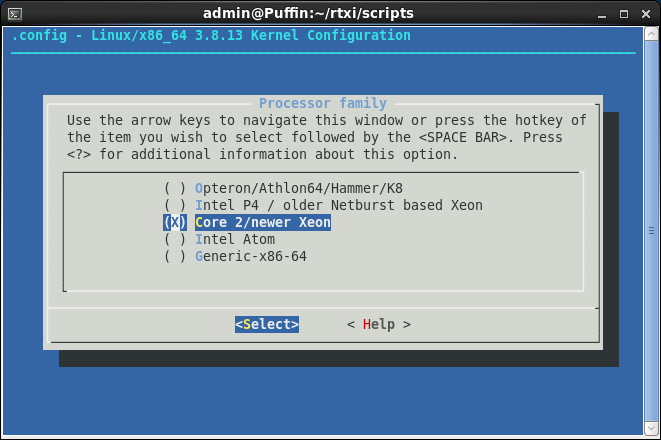 admin@Puffin:~/rtxi/scripts
.config - Linux/x86_64 3.8.13 Kernel Configuration
Processor family
Use the arrow keys to navigate this window or press the hotkey of
the item you wish to select followed by the <SPACE BAR>. Press
<?> for additional information about this option.
( ) Opteron/Athlon64/Hammer/K8
( ) Intel P4 / older Netburst based Xeon
(X) Core 2/newer Xeon
( ) Intel Atom
( ) Generic-x86-64
<Select> < Help >